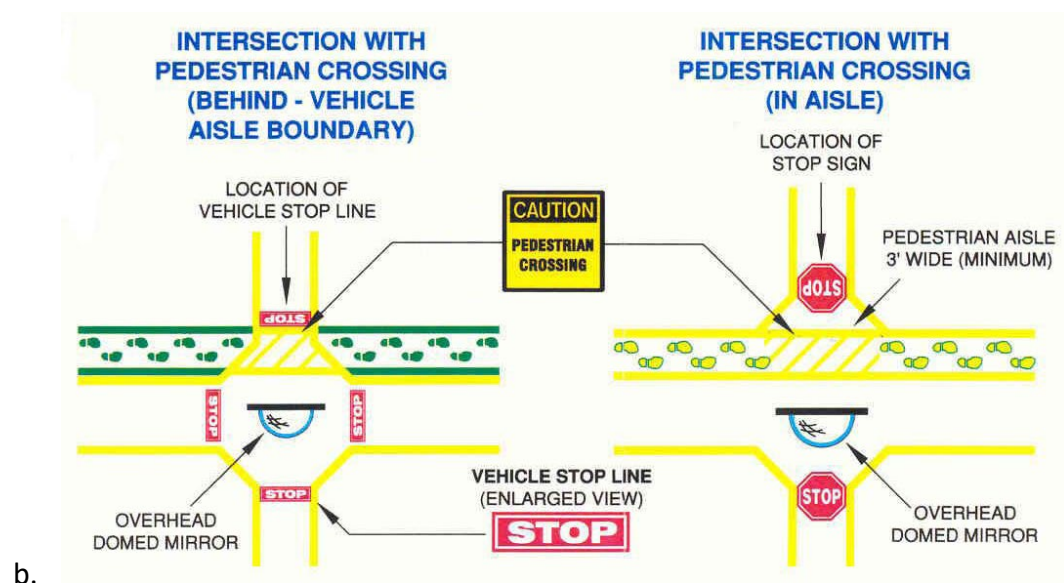 INTERSECTION WITH
PEDESTRIAN CROSSING
(BEHIND - VEHICLE
AISLE BOUNDARY)
LOCATION OF
VEHICLE STOP LINE
STOP
STOP
STOP
STOP
OVERHEAD
DOMED MIRROR
VEHICLE STOP LINE
(ENLARGED VIEW)
STOP
CAUTION
PEDESTRIAN
CROSSING
INTERSECTION WITH
PEDESTRIAN CROSSING
(IN AISLE)
LOCATION OF
STOP SIGN
STOP
PEDESTRIAN AISLE
3' WIDE (MINIMUM)
STOP
OVERHEAD
DOMED MIRROR
b.